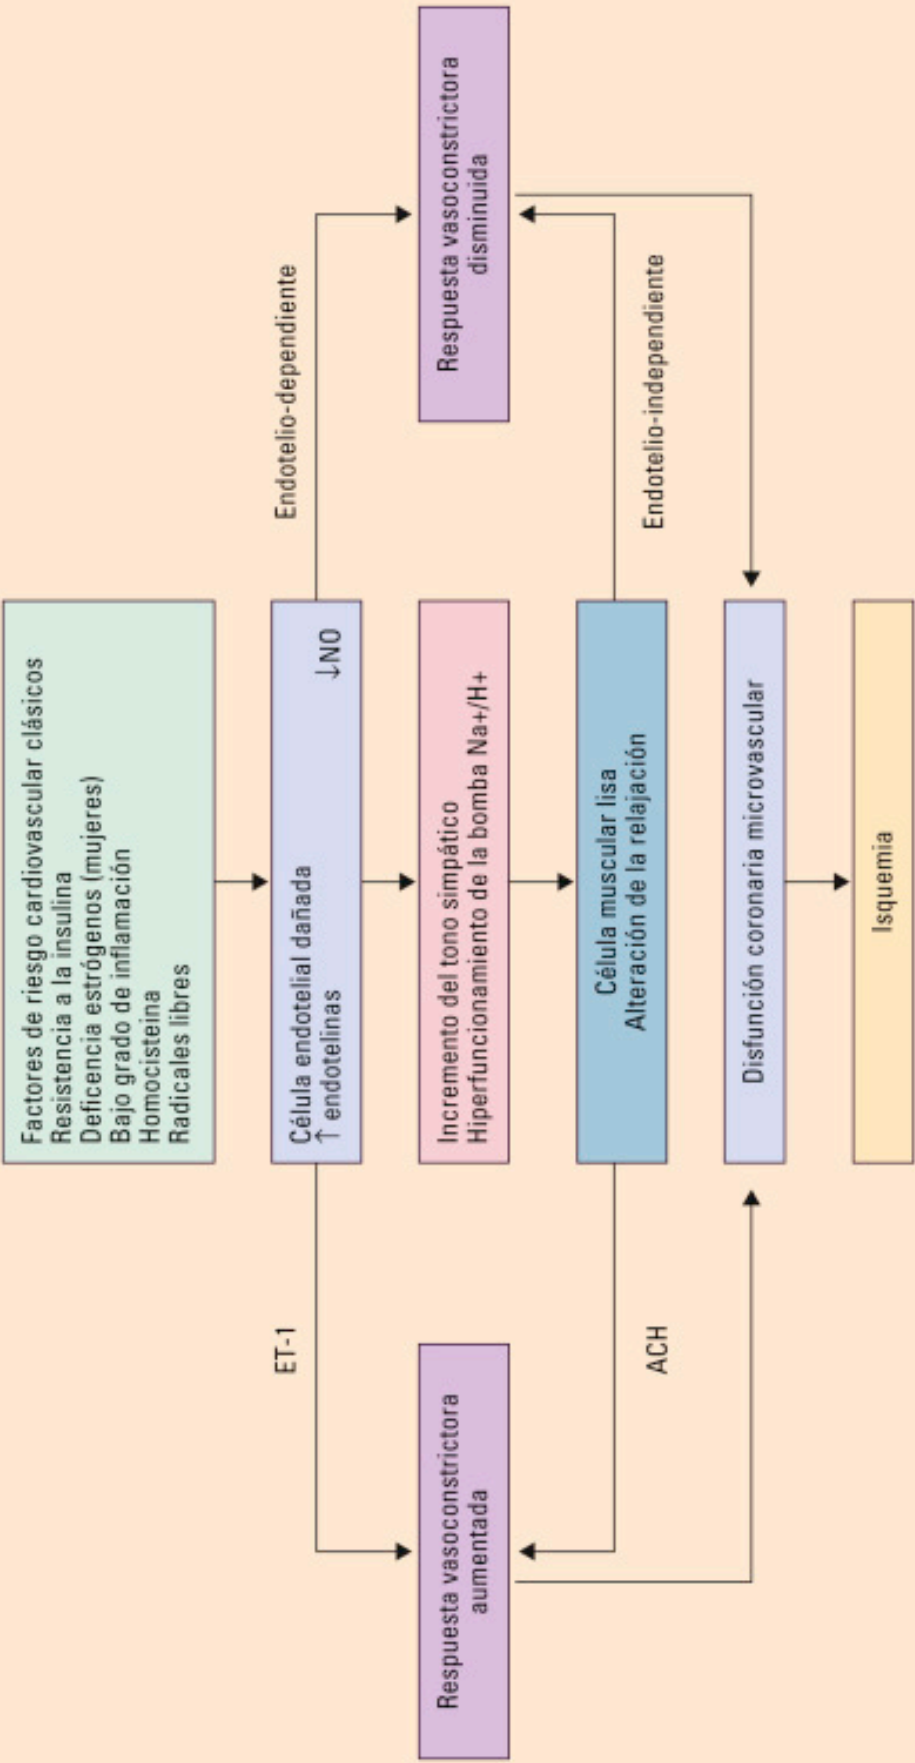 Factores de riesgo cardiovascular clásicos
Resistencia a la insulina
Deficencia estrógenos (mujeres)
Bajo grado de inflamación
Homocisteina
Radicales libres
ET-1
Célula endotelial dañada
↑ endotelinas ↓NO
Endotelio-dependiente
Respuesta vasoconstrictora
aumentada
Incremento del tono simpático
Hiperfuncionamiento de la bomba Na+/H+
Respuesta vasoconstrictora
disminuida
ACH
Célula muscular lisa
Alteración de la relajación
Endotelio-independiente
Disfunción coronaria microvascular
Isquemia